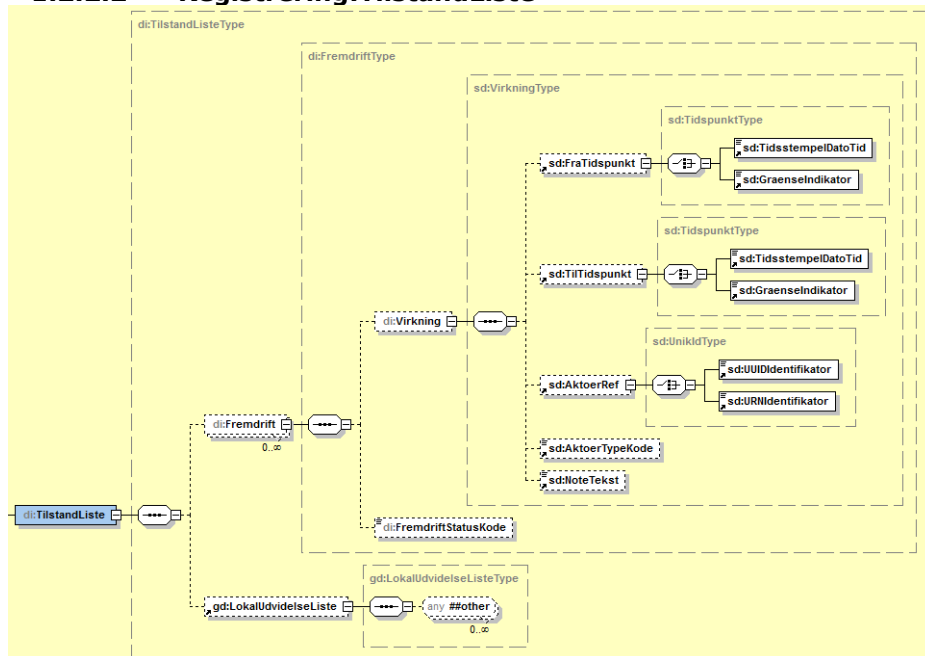 Registrering.TilstandListe
di:TilstandListeType
di:FremdriftType
sd:VirkningType
sd:TidspunktType
sd:TidsstempelDatoTid
sd:FraTidspunkt
sd:GraenseIndikator
sd:TidspunktType
sd:TidsstempelDatoTid
sd:TilTidspunkt
sd:GraenseIndikator
di:Virkning
sd:UnikIdType
sd:UUIDIdentifikator
sd:AktoerRef
sd:URNIdentifikator
di:Fremdrift
0..∞
sd:AktoerTypeKode
sd:NoteTekst
di:TilstandListe
di:FremdriftStatusKode
gd:LokalUdvidelseListeType
gd:LokalUdvidelseListe
any ##other
0..∞